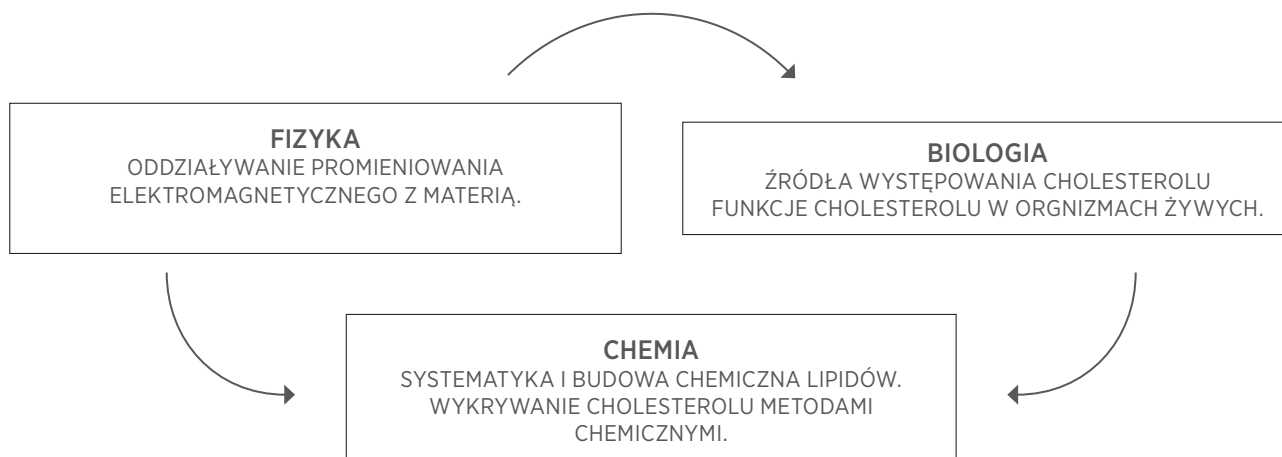 FIZYKA
ODDZIAŁYWANIE PROMIENIOWANIA
ELEKTROMAGNETYCZNEGO Z MATERIĄ.
BIOLOGIA
ŹRÓDŁA WYSTĘPOWANIA CHOLESTEROLU
FUNKCJE CHOLESTEROLU W ORGNIZMACH ŻYWYCH.
CHEMIA
SYSTEMATYKA I BUDOWA CHEMICZNA LIPIDÓW.
WYKRYWANIE CHOLESTEROLU METODAMI
CHEMICZNYMI.